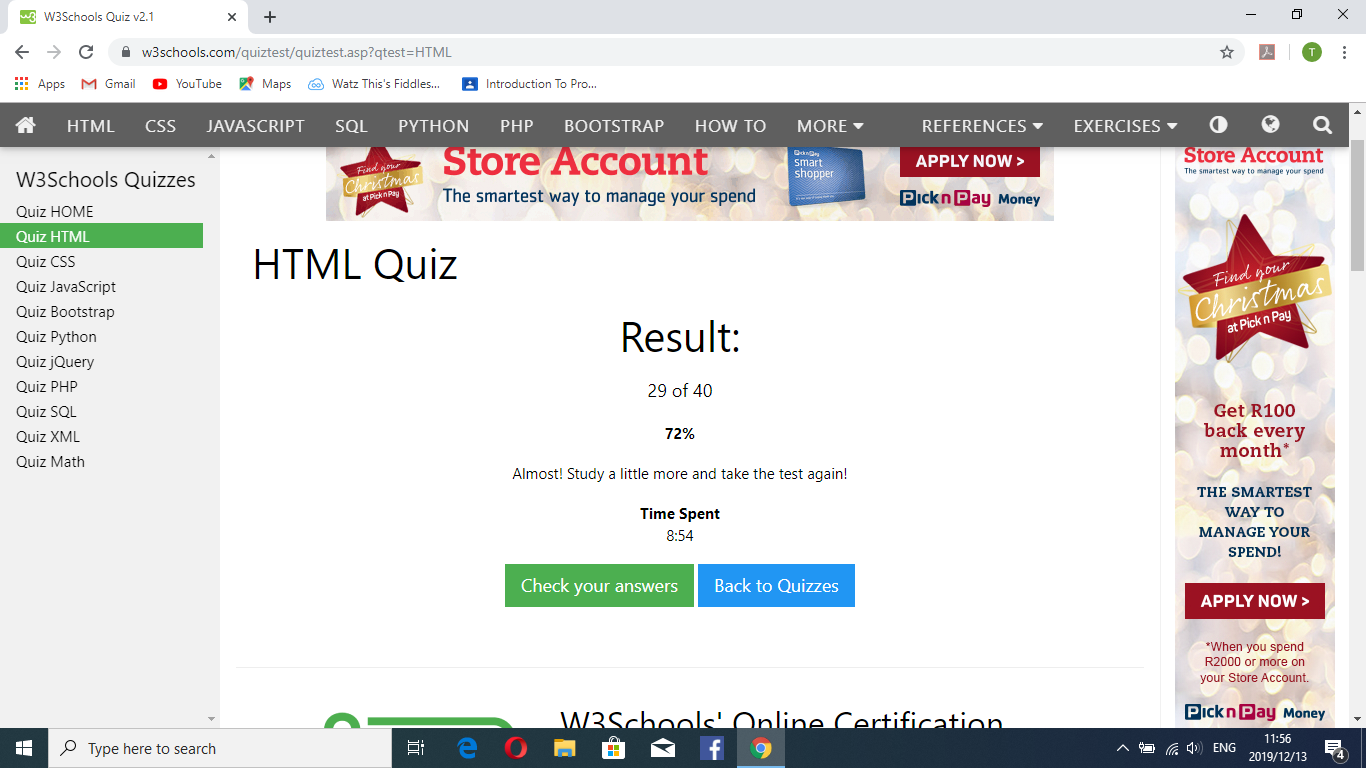 W3Schools Quiz v2.1
w3schools.com/quiztest/quiztest.asp?qtest=HTML
Apps Gmail YouTube Maps Watz This's Fiddles... Introduction To Pro...
T
HTML CSS JAVASCRIPT SQL PYTHON PHP BOOTSTRAP HOW TO MORE REFERENCES EXERCISES
W3Schools Quizzes
Quiz HOME
Quiz HTML
Quiz CSS
Quiz JavaScript
Quiz Bootstrap
Quiz Python
Quiz jQuery
Quiz PHP
Quiz SQL
Quiz XML
Quiz Math
Find your
Christmas
at Pick n Pay
Store Account
The smartest way to manage your spend
Pick n Pay
smart
shopper
APPLY NOW >
Pick n Pay Money
HTML Quiz
Result:
29 of 40
72%
Almost! Study a little more and take the test again!
Time Spent
8:54
Check your answers Back to Quizzes
W3Schools' Online Certification
Store Account
The smartest way to manage your spend
Find your
Christmas
at Pick n Pay
Get R100
back every
month*
THE SMARTEST
WAY TO
MANAGE YOUR
SPEND!
APPLY NOW >
*When you spend
R2000 or more on
your Store Account.
Pick n Pay Money
Type here to search
ENG
11:56
2019/12/13
4